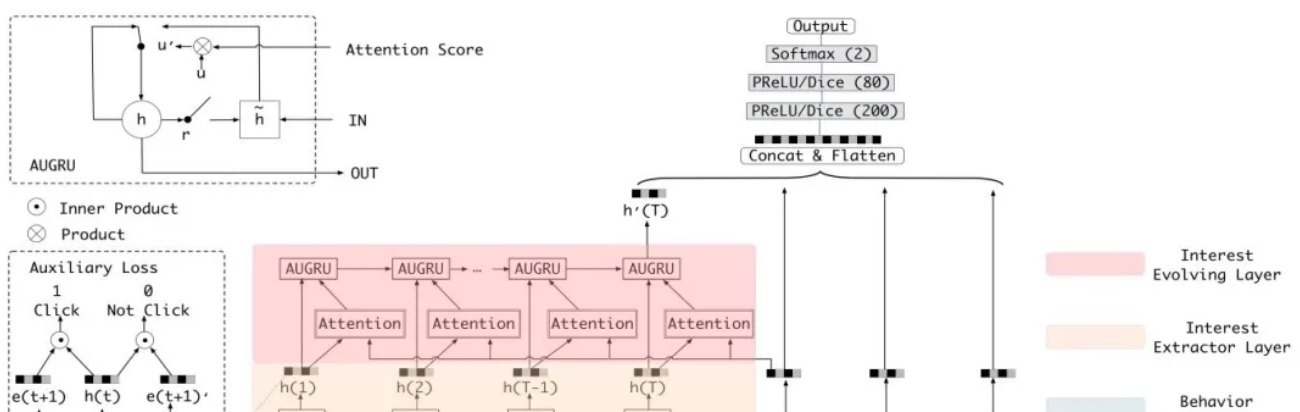 Output
Softmax (2)
PReLU/Dice (80)
PReLU/Dice (200)
Concat & Flatten
u′
u
Attention Score
h
r
h̃
IN
AUGRU
OUT
Inner Product
Product
h′(T)
Auxiliary Loss
1 0
Click Not Click
e(t+1) h(t) e(t+1)′
AUGRU AUGRU ... AUGRU AUGRU
Attention Attention Attention Attention
h(1) h(2) h(T-1) h(T)
Interest
Evolving Layer
Interest
Extractor Layer
Behavior